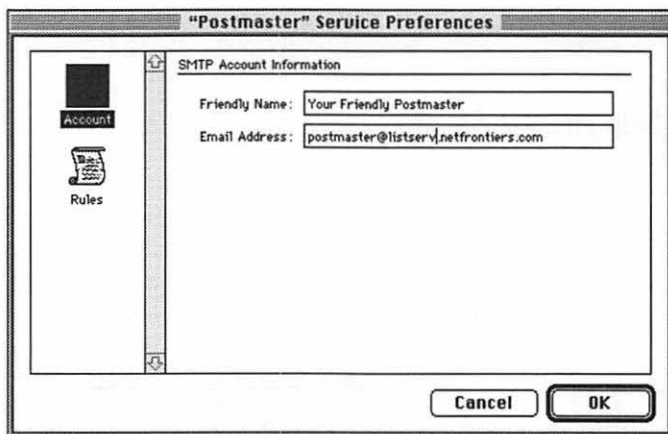 "Postmaster" Service Preferences
Account
Rules
SMTP Account Information
Friendly Name: Your Friendly Postmaster
Email Address: postmaster@listserv.netfrontiers.com
Cancel
OK